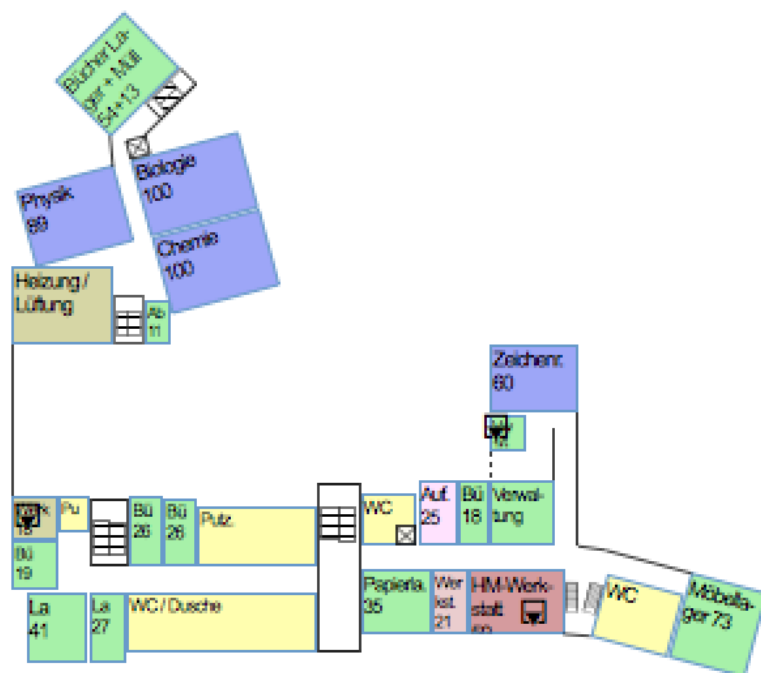 Bücher La-
ger + Müll
54+13
Biologie
100
Physik
89
Chemie
100
Heizung /
Lüftung
Ab
11
Zeichenr.
60
Pu
Bü
26
Bü
26
Putz.
WC
Auf.
25
Bü
18
Verwal-
tung
Bü
19
La
41
La
27
WC / Dusche
Papierla.
35
Wer
kst.
21
HM-Werk-
statt
WC
Möbella-
ger 73